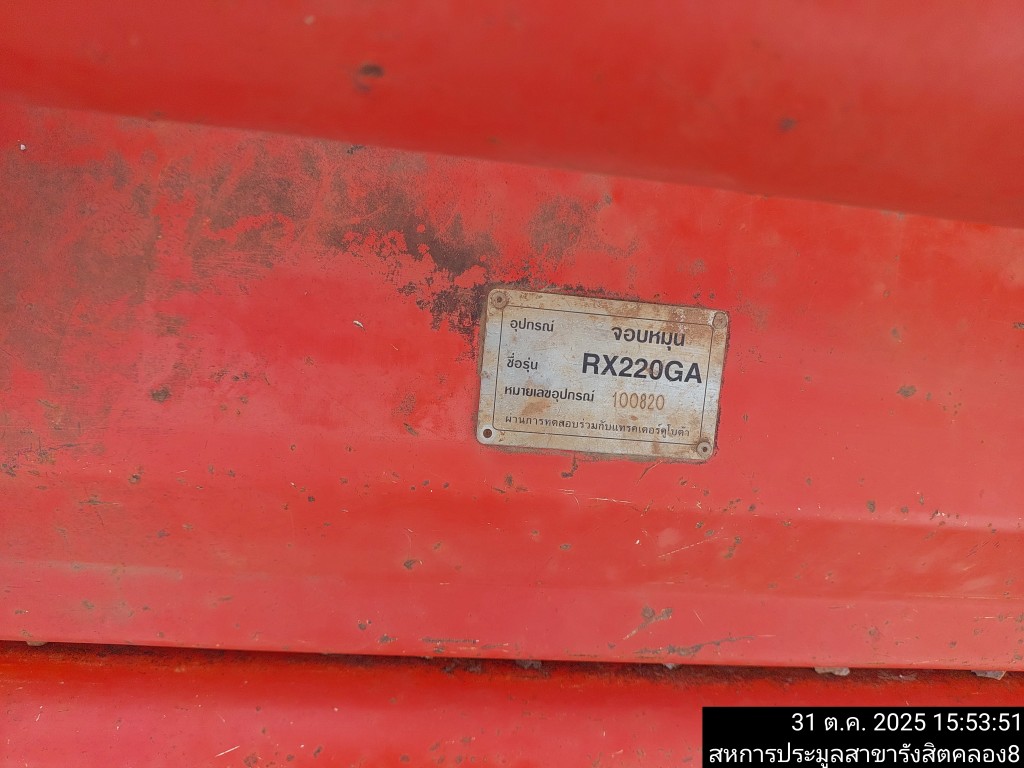 อุปกรณ์ จอบหมุน
ชื่อรุ่น RX220GA
หมายเลขอุปกรณ์ 100820
ผ่านการทดสอบร่วมกับแทรคเตอร์คูโบต้า
31 ต.ค. 2025 15:53:51
สหการประมูลสาขารังสิตคลอง8